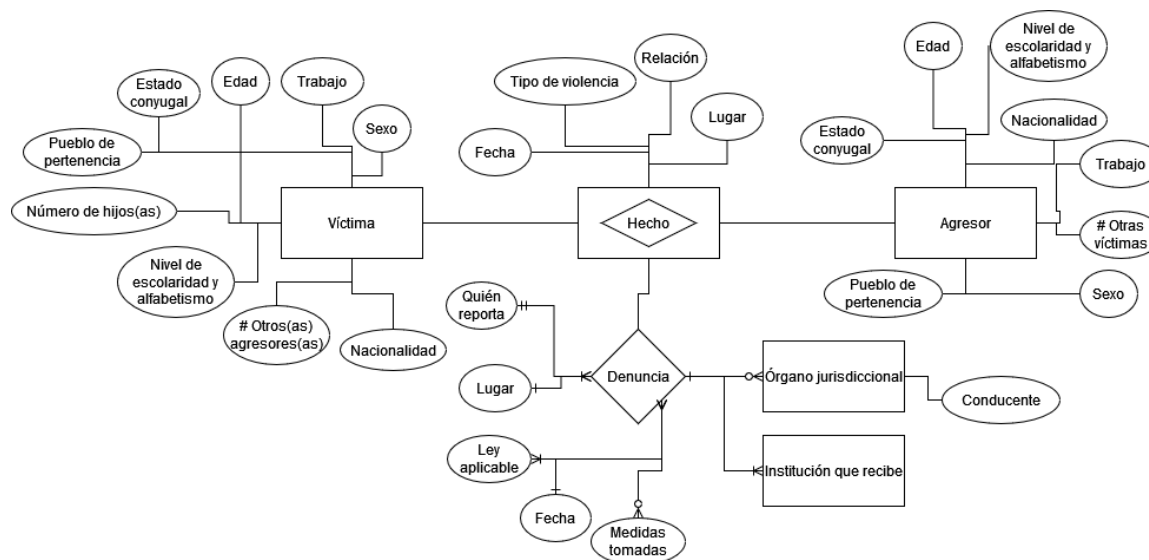 Estado
conyugal
Edad
Trabajo
Sexo
Pueblo de
pertenencia
Número de hijos(as)
Nivel de
escolaridad y
alfabetismo
# Otros(as)
agresores(as)
Nacionalidad
Víctima
Relación
Tipo de violencia
Lugar
Fecha
Hecho
Edad
Nivel de
escolaridad y
alfabetismo
Estado
conyugal
Nacionalidad
Trabajo
# Otras
víctimas
Agresor
Pueblo de
pertenencia
Sexo
Quién
reporta
Lugar
Denuncia
Órgano jurisdiccional
Conducente
Ley
aplicable
Institución que recibe
Fecha
Medidas
tomadas